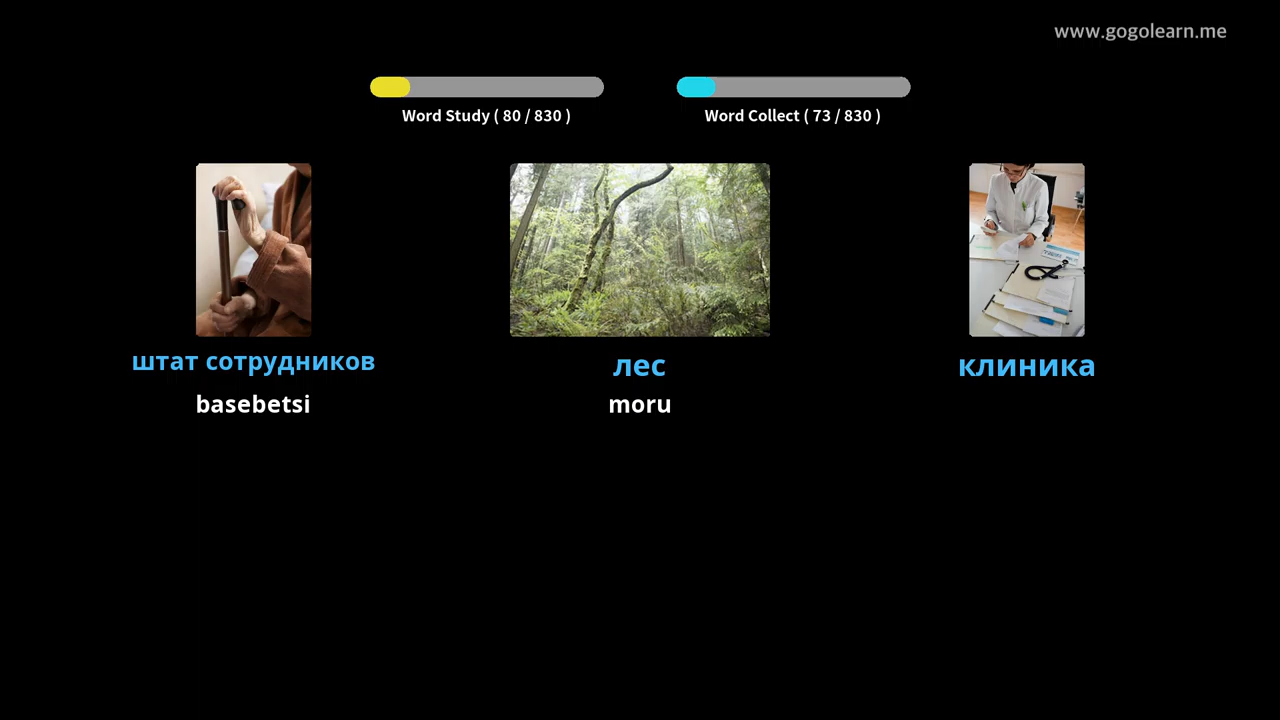 www.gogolearn.me
Word Study ( 80 / 830 )
Word Collect ( 73 / 830 )
штат сотрудников
basebetsi
лес
moru
клиника